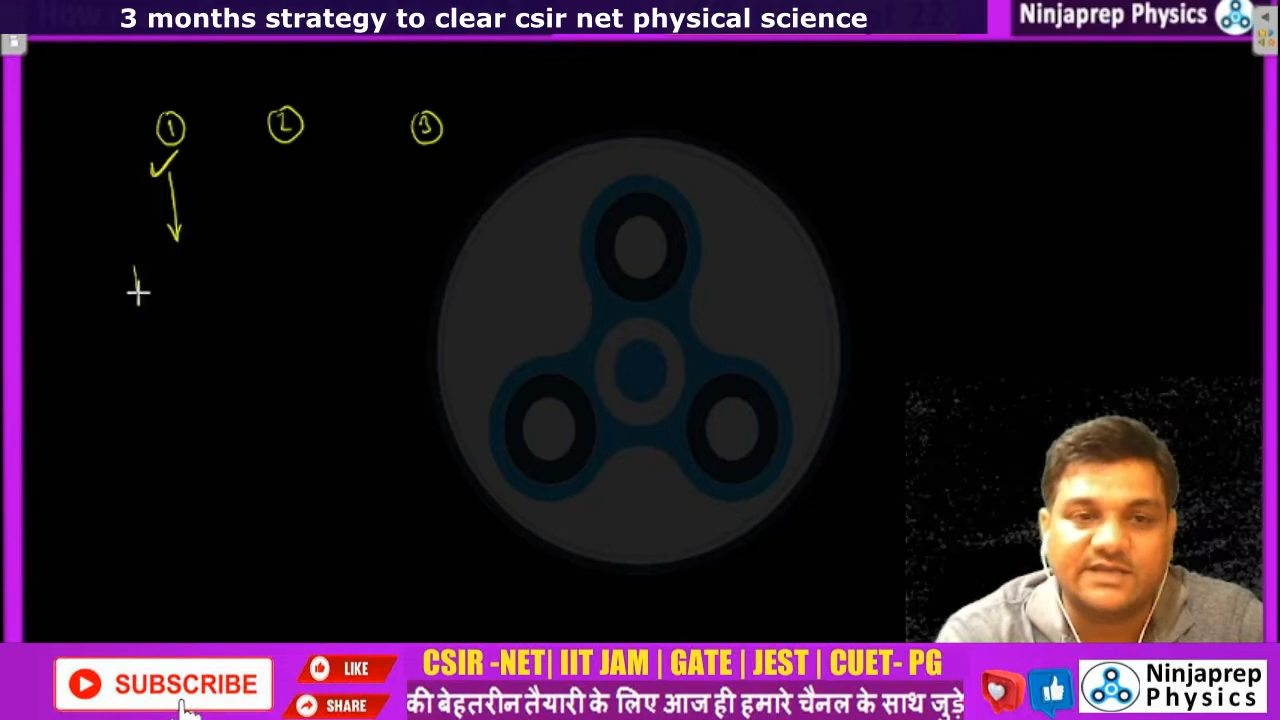 3 months strategy to clear csir net physical science
Ninjaprep Physics
1 2 3
SUBSCRIBE
LIKE
SHARE
CSIR -NET| IIT JAM | GATE | JEST | CUET- PG
की बेहतरीन तैयारी के लिए आज ही हमारे चैनल के साथ जुड़े
Ninjaprep
Physics